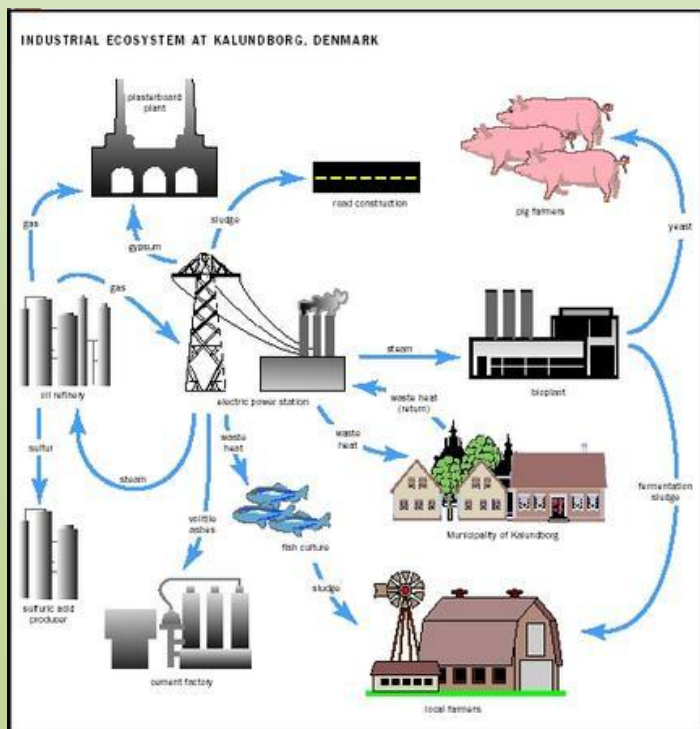 INDUSTRIAL ECOSYSTEM AT KALUNDBORG, DENMARK
plasterboard
plant
road construction
pig farmers
gas
sludge
gypsum
yeast
gas
oil refinery
electric power station
steam
bioplant
waste heat
(return)
waste
heat
waste
heat
sulfur
steam
fermentation
sludge
volitile
ashes
Municipality of Kalundborg
fish culture
sludge
sulfuric acid
producer
cement factory
local farmers